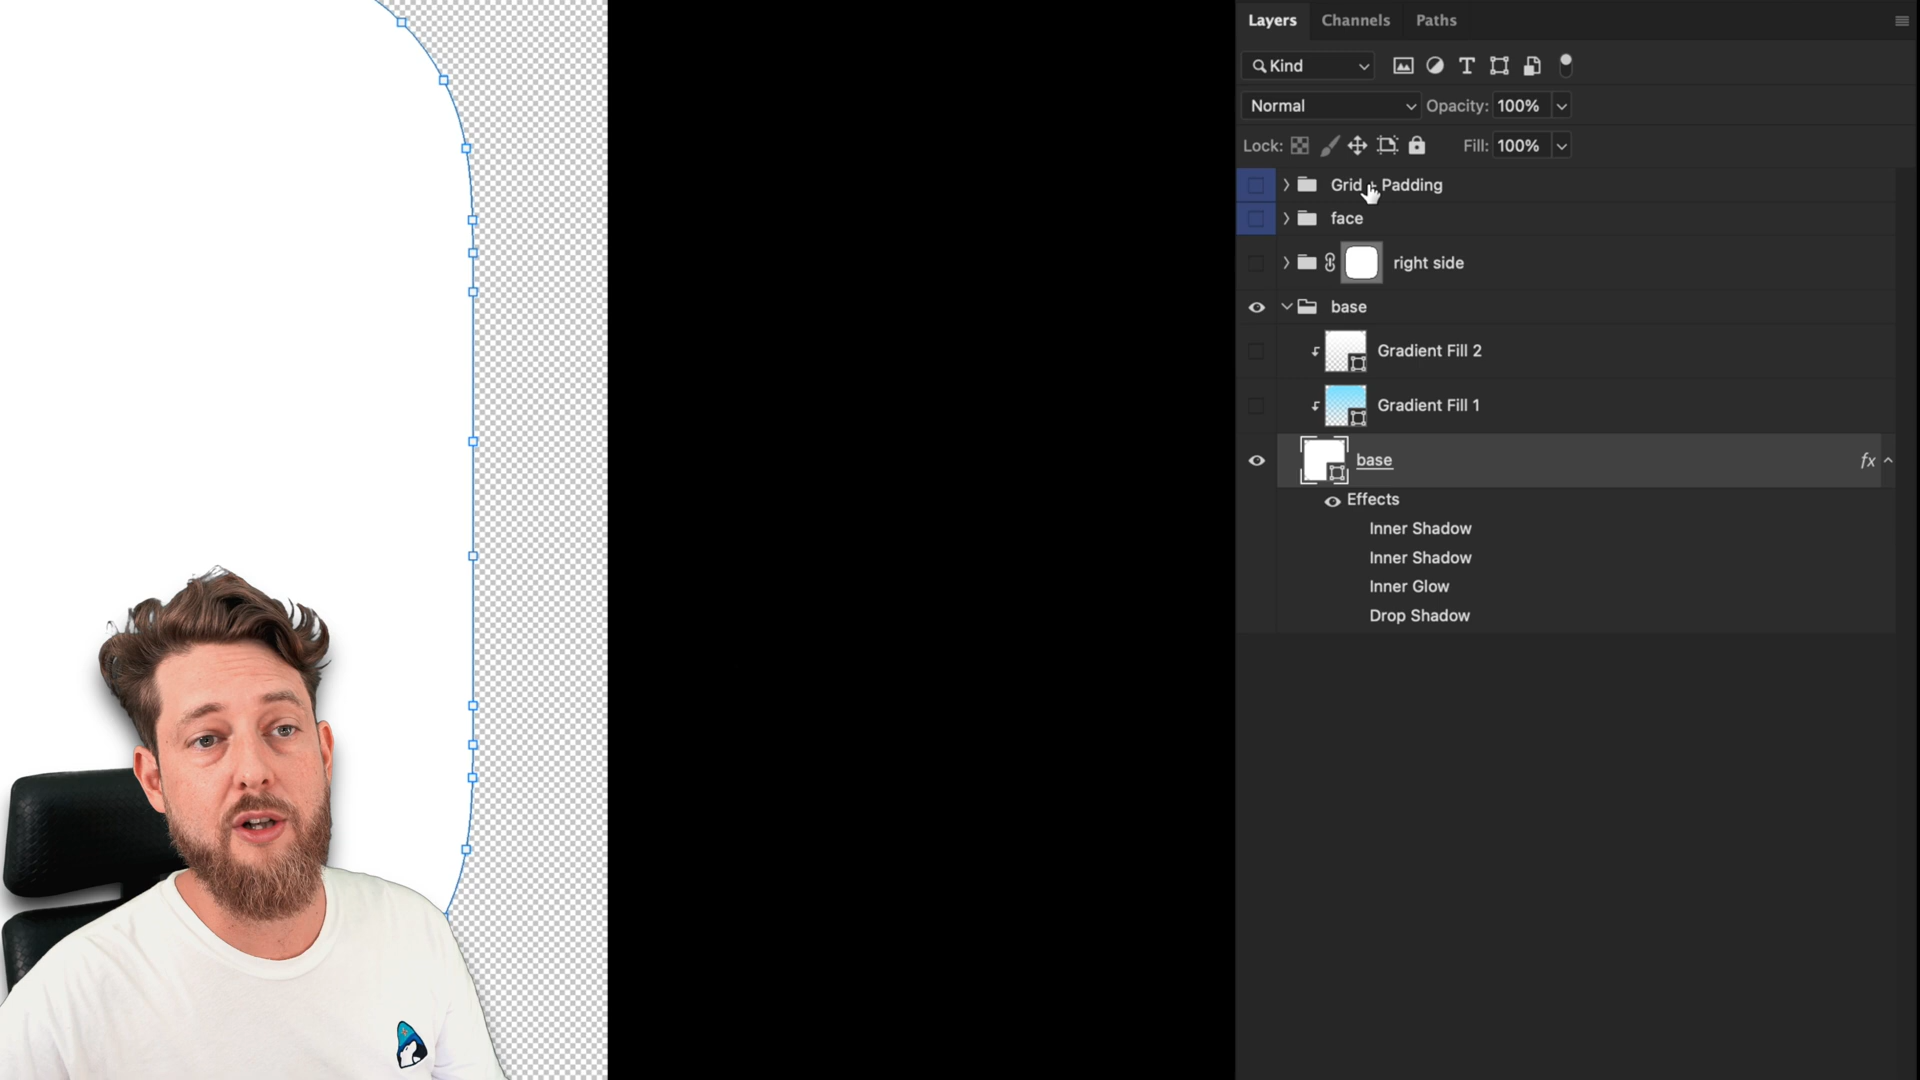 Layers Channels Paths
Kind
Normal Opacity: 100%
Lock: Fill: 100%
Grid + Padding
face
right side
base
Gradient Fill 2
Gradient Fill 1
base fx
Effects
Inner Shadow
Inner Shadow
Inner Glow
Drop Shadow